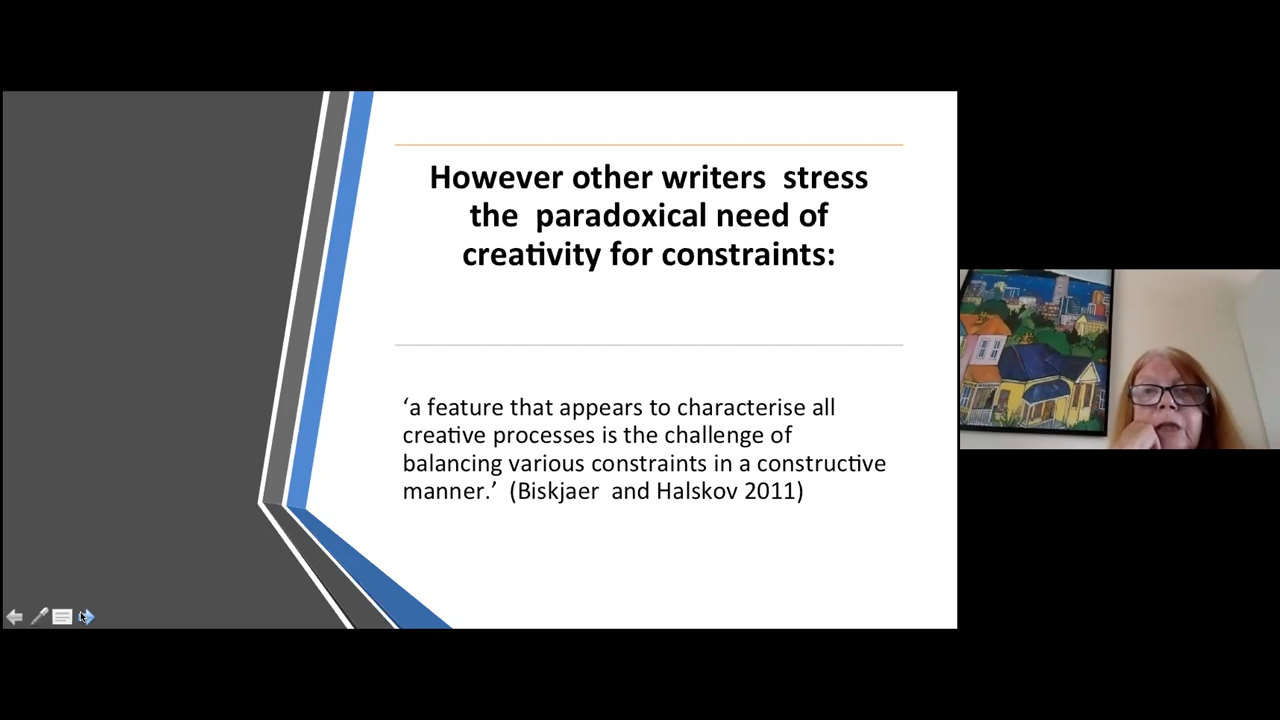 However other writers  stress
the  paradoxical need of
creativity for constraints:
‘a feature that appears to characterise all
creative processes is the challenge of
balancing various constraints in a constructive
manner.’  (Biskjaer  and Halskov 2011)